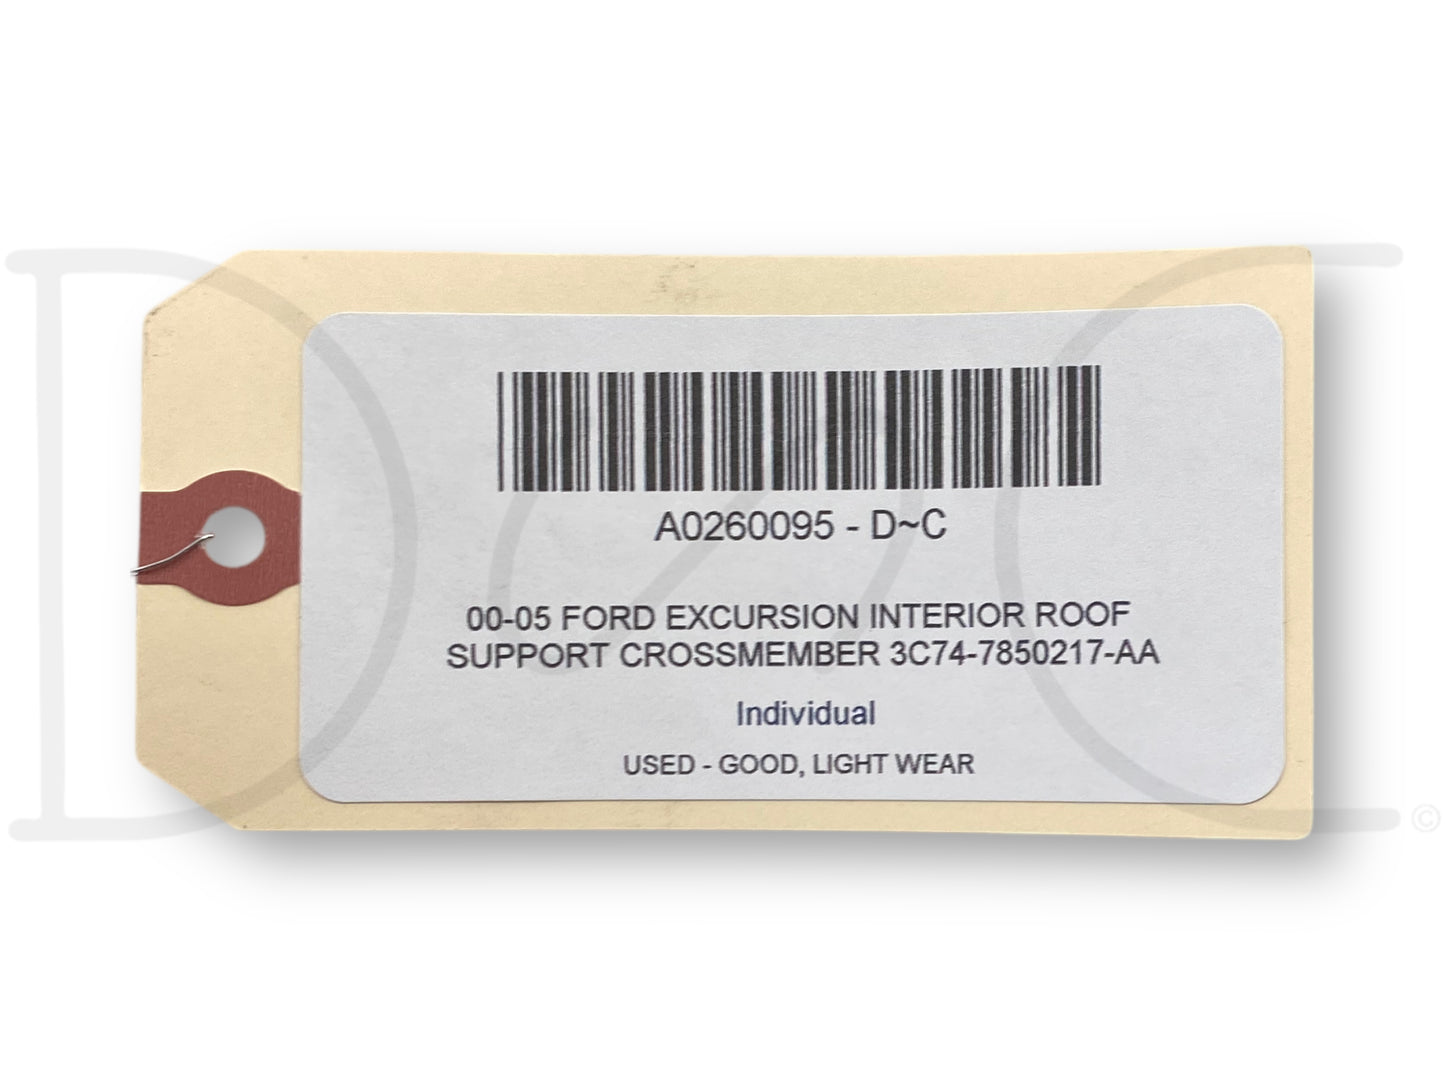 A0260095 - D~C
00-05 FORD EXCURSION INTERIOR ROOF
SUPPORT CROSSMEMBER 3C74-7850217-AA
Individual
USED - GOOD, LIGHT WEAR
D~C
©